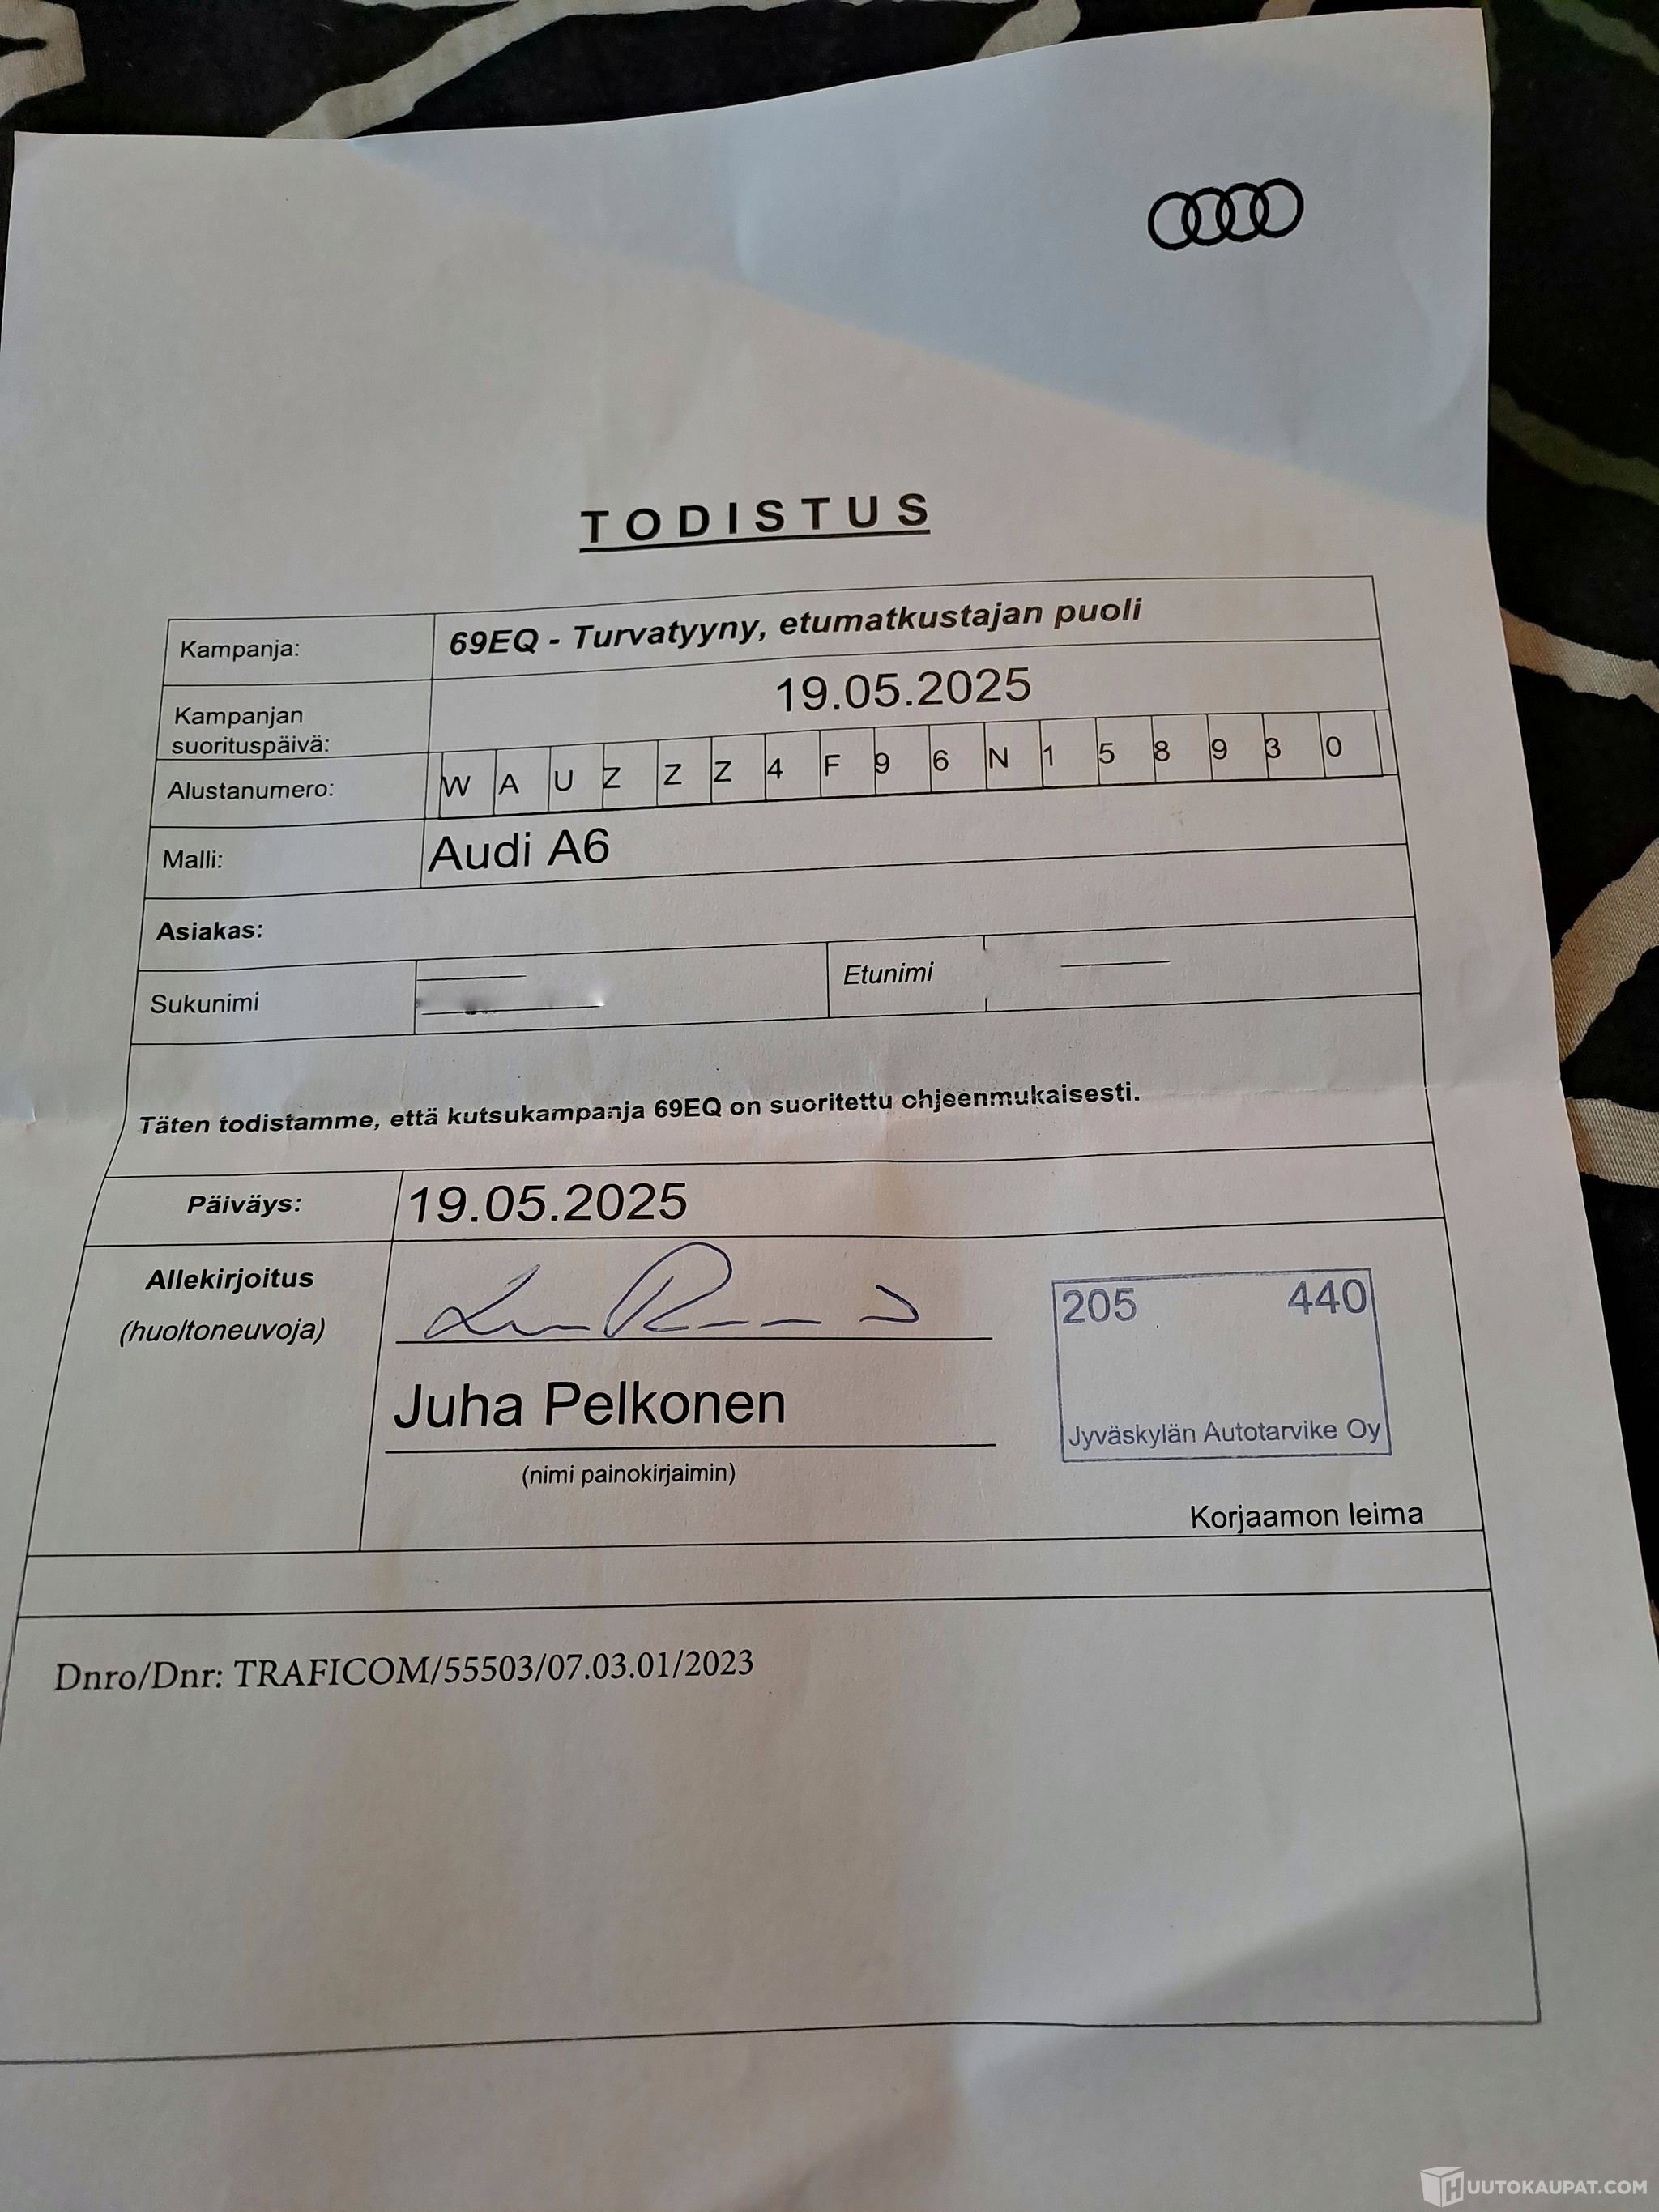 TODISTUS
Kampanja: 69EQ - Turvatyyny, etumatkustajan puoli
Kampanjan
suorituspäivä: 19.05.2025
Alustanumero: W A U Z Z Z 4 F 9 6 N 1 5 8 9 3 0
Malli: Audi A6
Asiakas:
Sukunimi Etunimi
Täten todistamme, että kutsukampanja 69EQ on suoritettu ohjeenmukaisesti.
Päiväys: 19.05.2025
Allekirjoitus
(huoltoneuvoja)
205 440
Juha Pelkonen
Jyväskylän Autotarvike Oy
(nimi painokirjaimin)
Korjaamon leima
Dnro/Dnr: TRAFICOM/55503/07.03.01/2023
HUUTOKAUPAT.COM